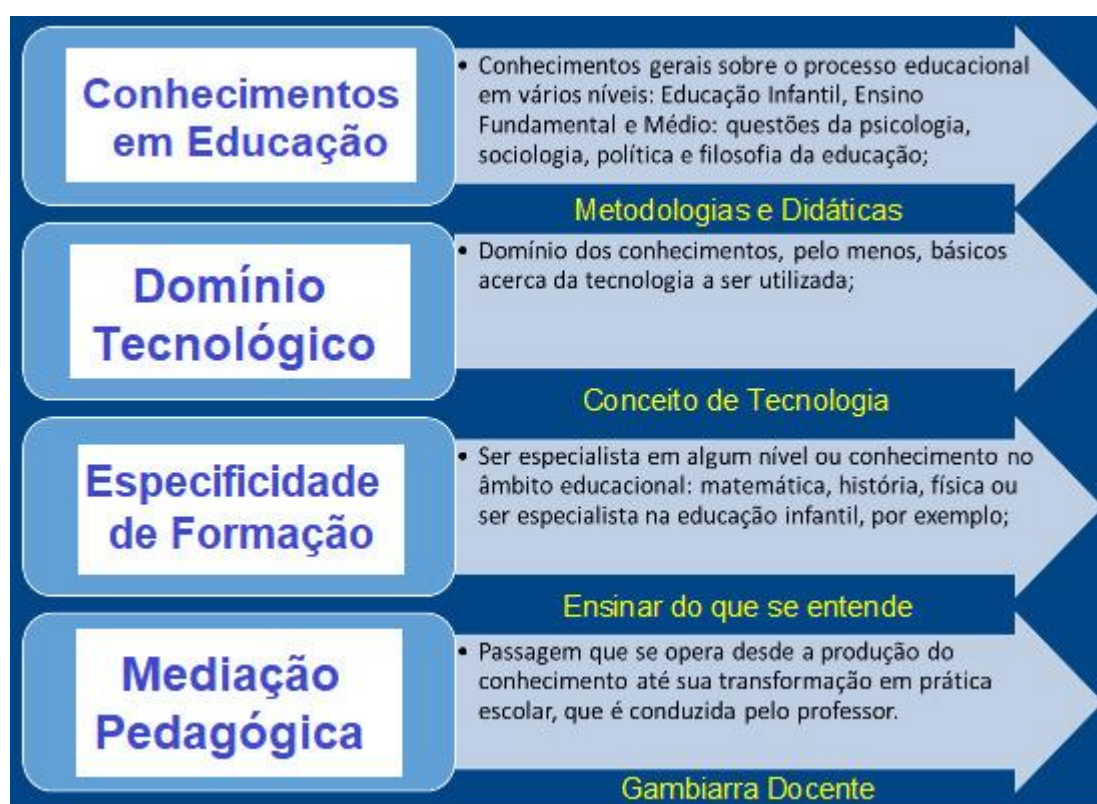 Conhecimentos
em Educação
• Conhecimentos gerais sobre o processo educacional
em vários níveis: Educação Infantil, Ensino
Fundamental e Médio: questões da psicologia,
sociologia, política e filosofia da educação;
Metodologias e Didáticas
Domínio
Tecnológico
• Domínio dos conhecimentos, pelo menos, básicos
acerca da tecnologia a ser utilizada;
Conceito de Tecnologia
Especificidade
de Formação
• Ser especialista em algum nível ou conhecimento no
âmbito educacional: matemática, história, física ou
ser especialista na educação infantil, por exemplo;
Ensinar do que se entende
Mediação
Pedagógica
• Passagem que se opera desde a produção do
conhecimento até sua transformação em prática
escolar, que é conduzida pelo professor.
Gambiarra Docente